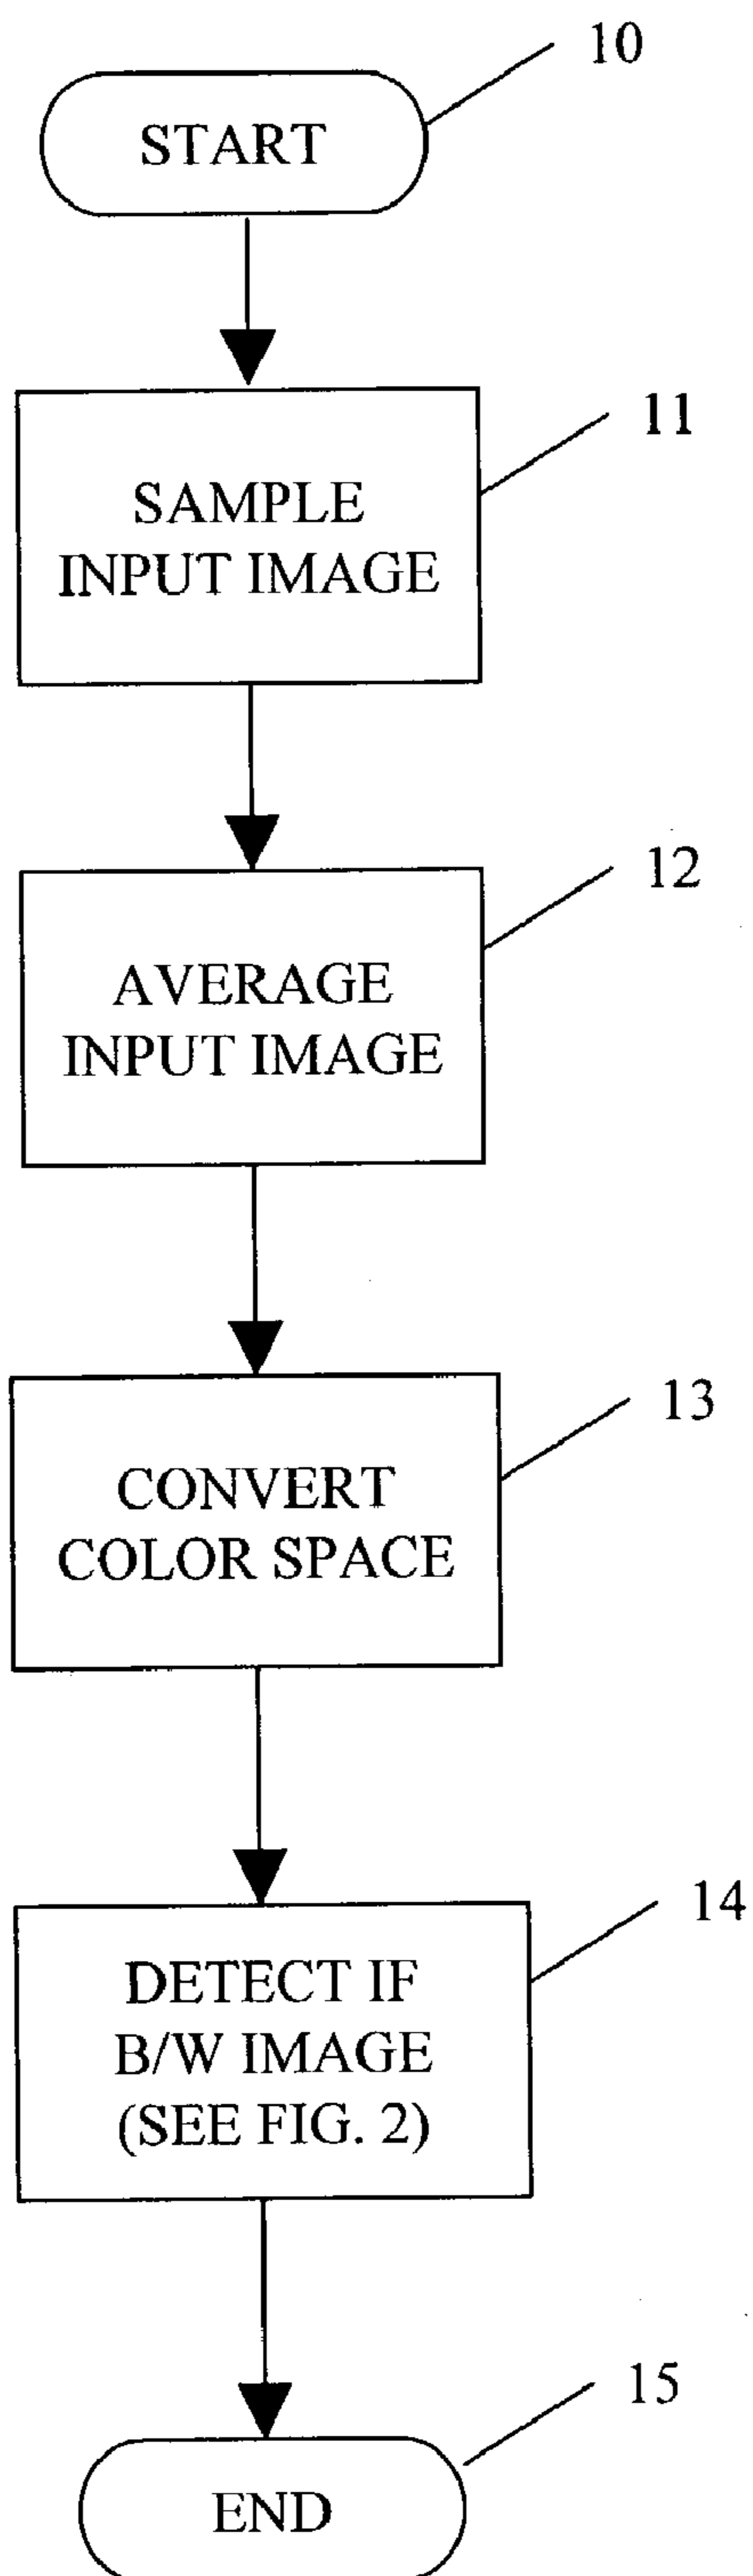 10
START
11
SAMPLE
INPUT IMAGE
12
AVERAGE
INPUT IMAGE
13
CONVERT
COLOR SPACE
14
DETECT IF
B/W IMAGE
(SEE FIG. 2)
15
END